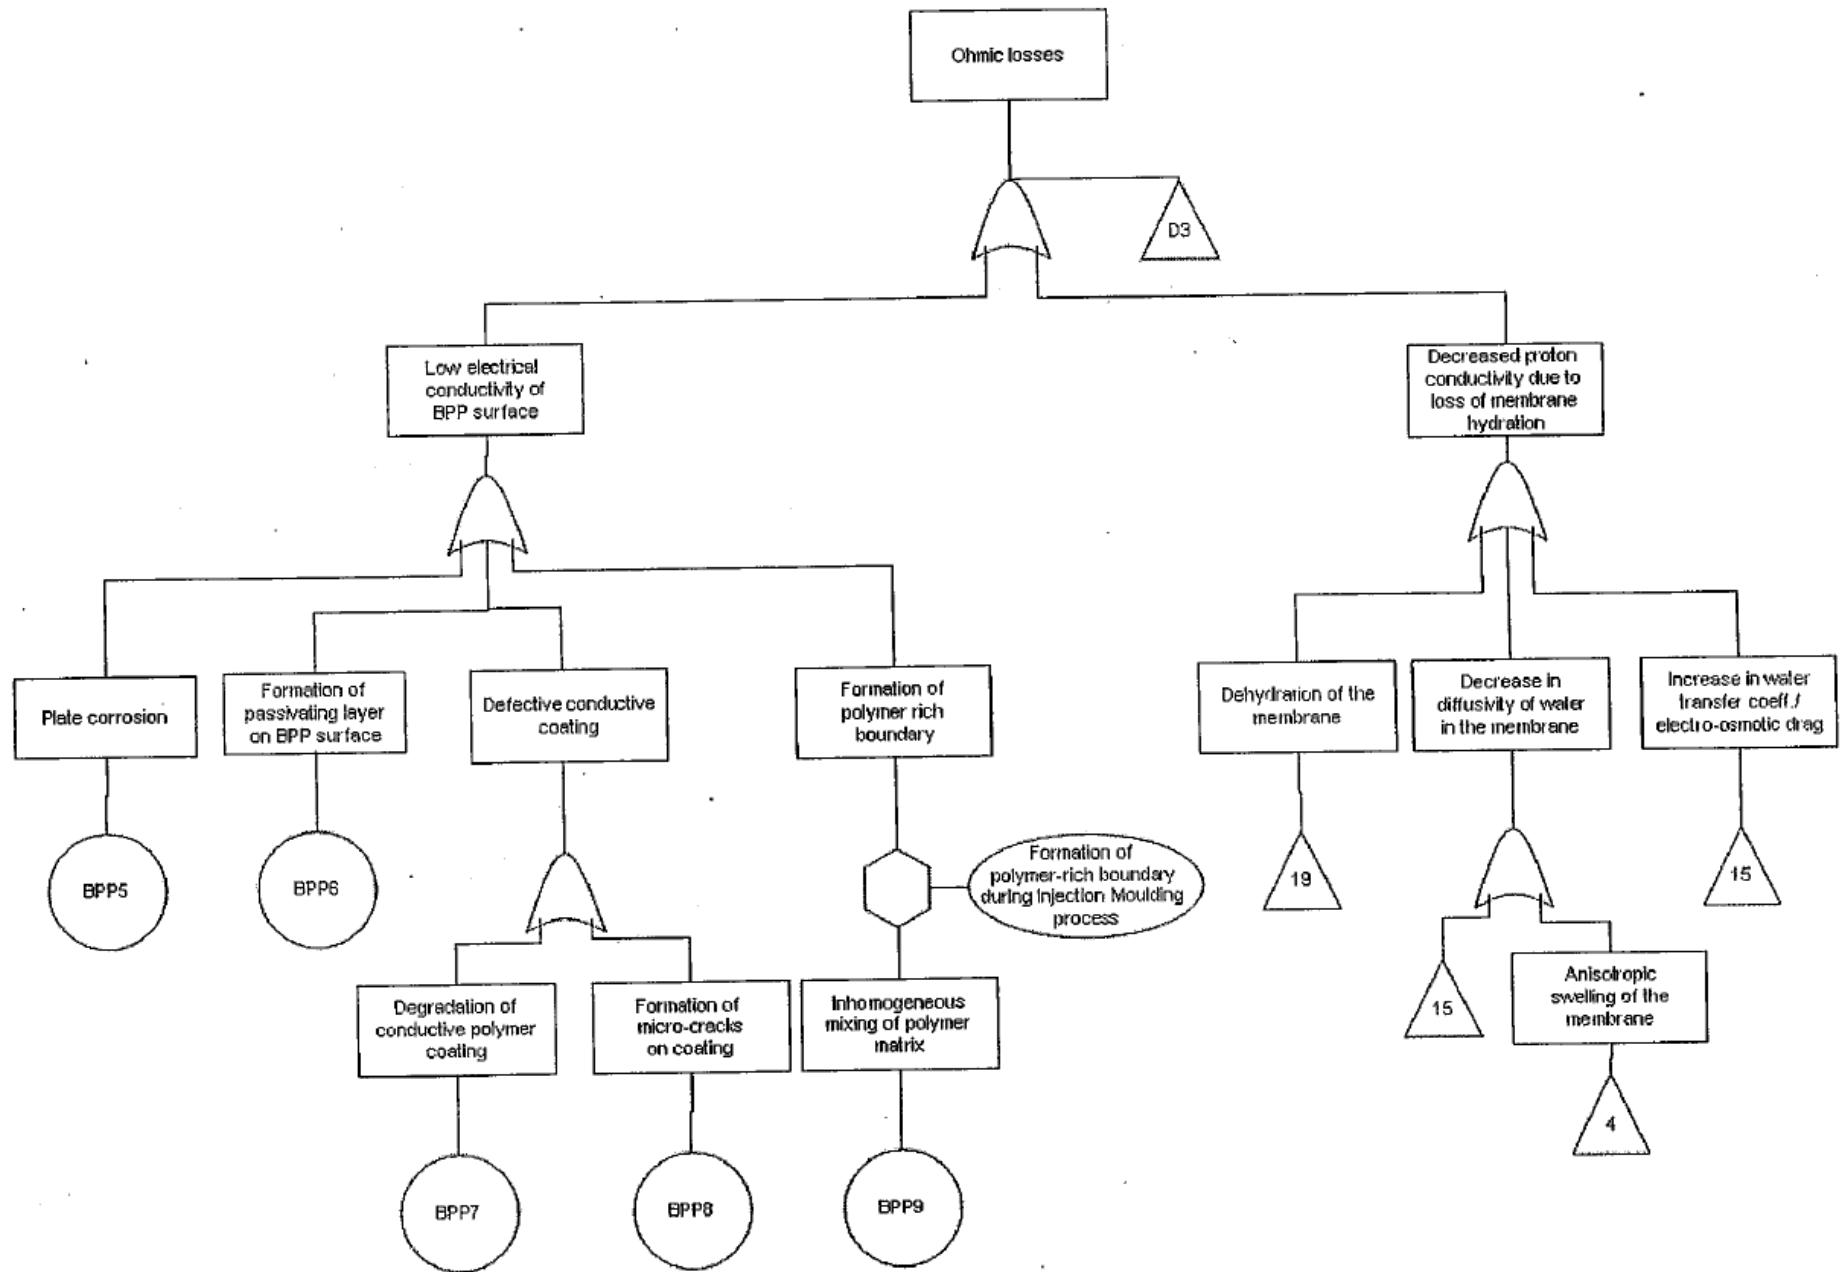 Ohmic losses
D3
Low electrical
conductivity of
BPP surface
Decreased proton
conductivity due to
loss of membrane
hydration
Plate corrosion
Formation of
passivating layer
on BPP surface
Defective conductive
coating
Formation of
polymer rich
boundary
Dehydration of the
membrane
Decrease in
diffusivity of water
in the membrane
Increase in water
transfer coeff./
electro-osmotic drag
BPP5
BPP6
Formation of
polymer-rich boundary
during Injection Moulding
process
19
15
Degradation of
conductive polymer
coating
Formation of
micro-cracks
on coating
Inhomogeneous
mixing of polymer
matrix
15
Anisotropic
swelling of the
membrane
4
BPP7
BPP8
BPP9